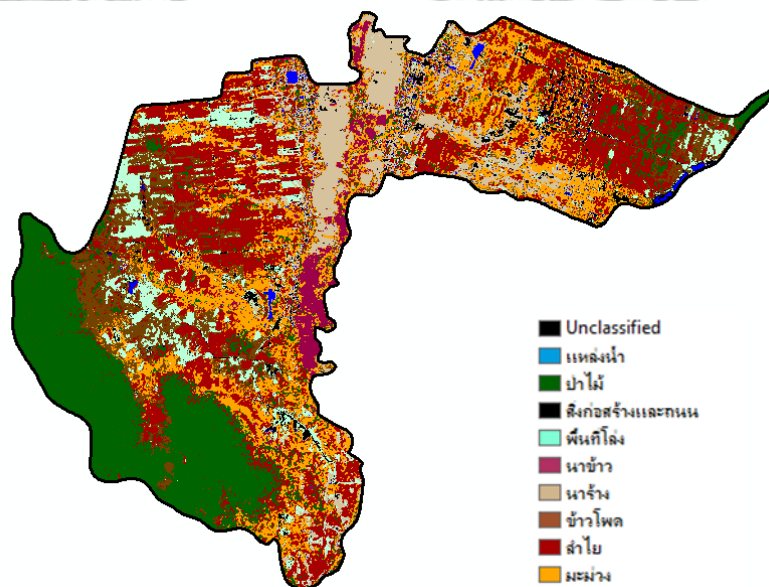 Unclassified
แหล่งน้ำ
ป่าไม้
สิ่งก่อสร้างและถนน
พื้นที่โล่ง
นาข้าว
นาร้าง
ข้าวโพด
ลำไย
มะม่วง